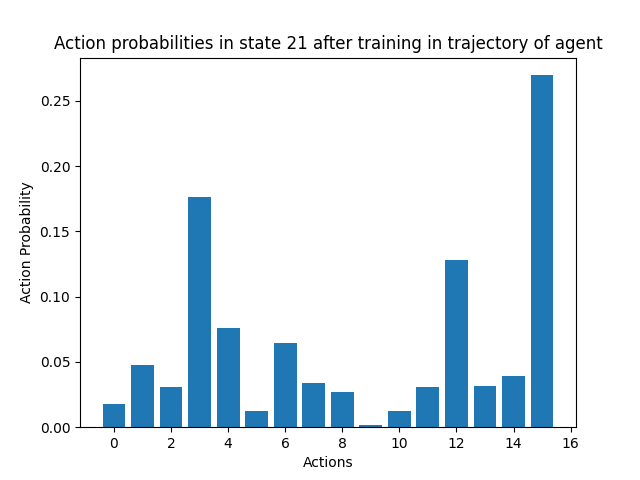 Action probabilities in state 21 after training in trajectory of agent
Action Probability
0.25
0.20
0.15
0.10
0.05
0.00
0 2 4 6 8 10 12 14 16
Actions